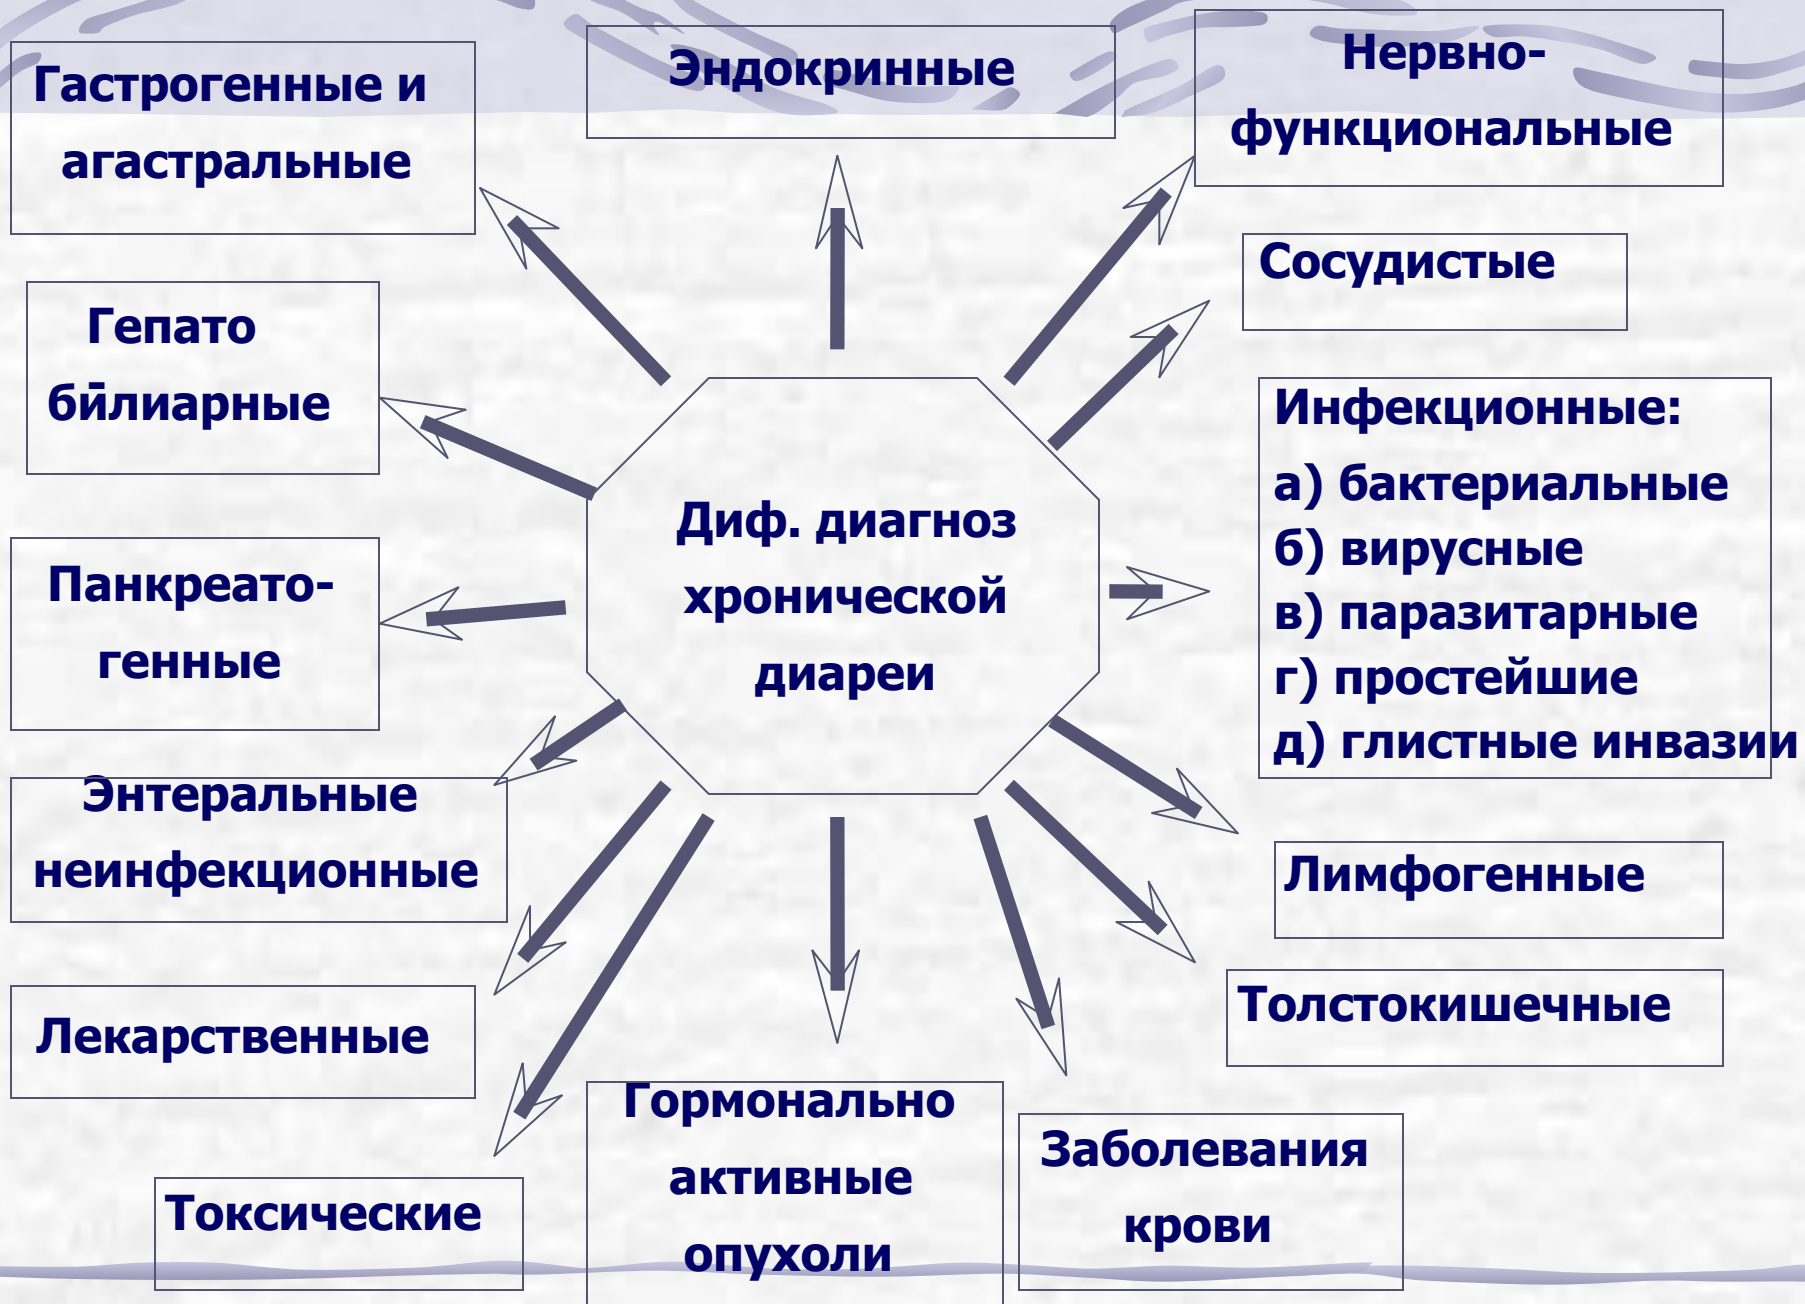 Гастрогенные и
агастральные
Эндокринные
Нервно-
функциональные
Сосудистые
Гепато
-
билиарные
Инфекционные:
а) бактериальные
б) вирусные
в) паразитарные
г) простейшие
д) глистные инвазии
Диф. диагноз
хронической
диареи
Панкреато-
генные
Энтеральные
неинфекционные
Лимфогенные
Толстокишечные
Лекарственные
Гормонально
активные
опухоли
Заболевания
крови
Токсические